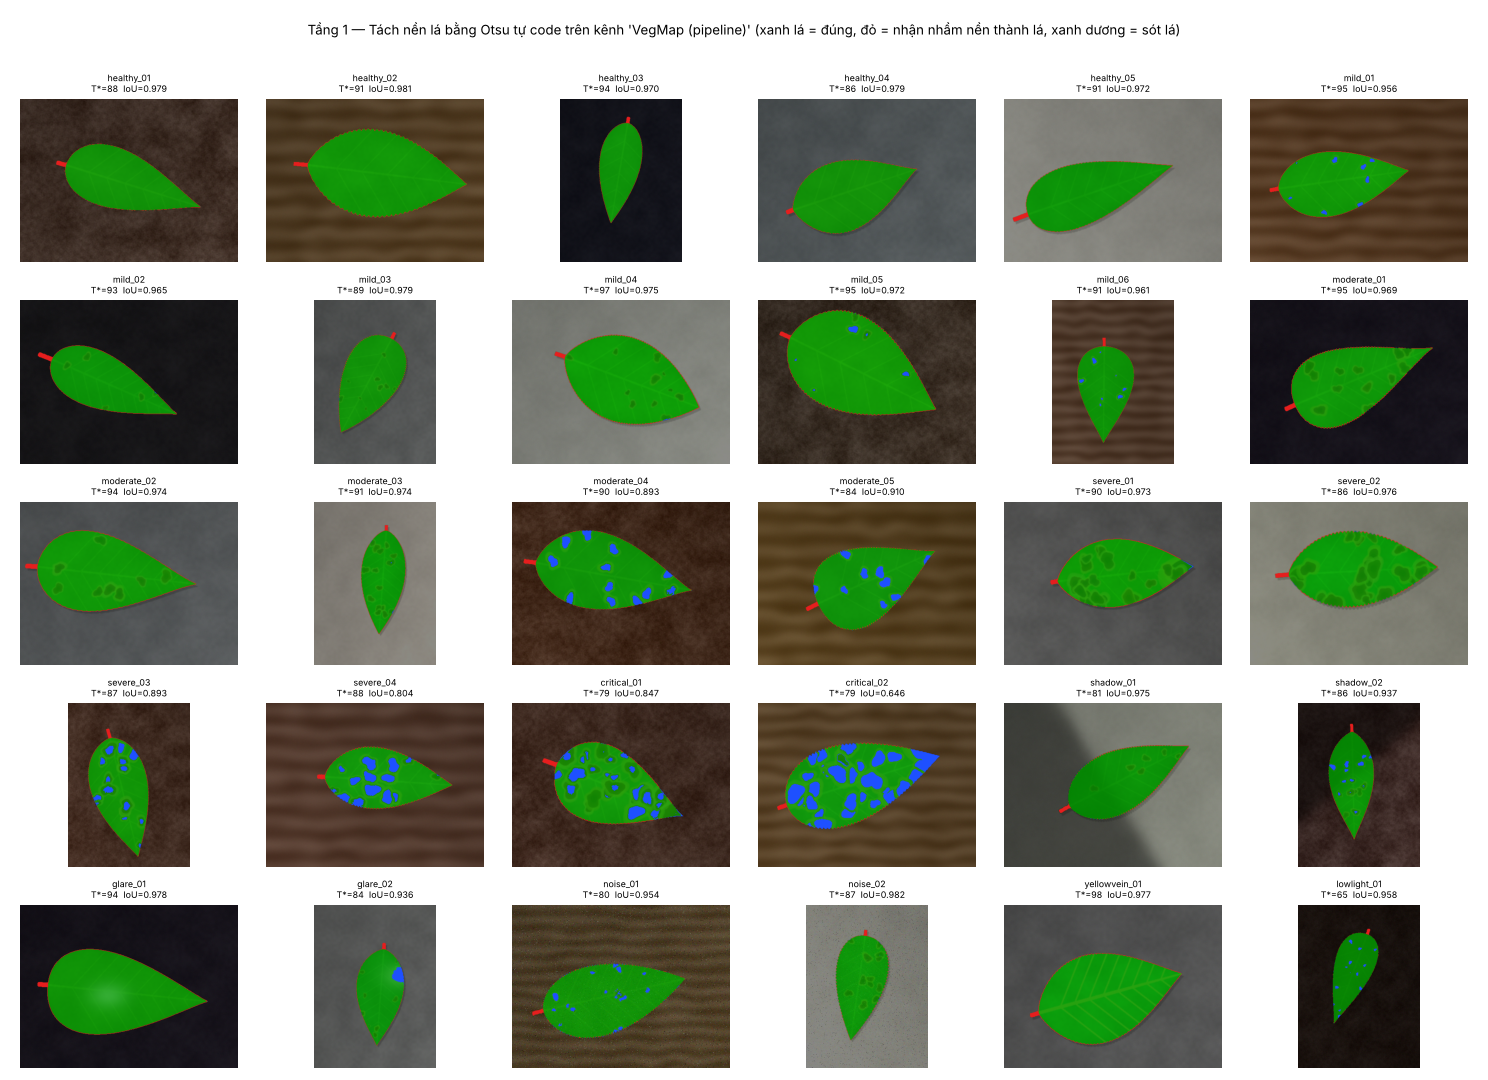 Tầng 1 — Tách nền lá bằng Otsu tự code trên kênh 'VegMap (pipeline)' (xanh lá = đúng, đỏ = nhận nhầm nền thành lá, xanh dương = sót lá)
healthy_01
T*=88 IoU=0.979
healthy_02
T*=91 IoU=0.981
healthy_03
T*=94 IoU=0.970
healthy_04
T*=86 IoU=0.979
healthy_05
T*=91 IoU=0.972
mild_01
T*=95 IoU=0.956
mild_02
T*=93 IoU=0.965
mild_03
T*=89 IoU=0.979
mild_04
T*=97 IoU=0.975
mild_05
T*=95 IoU=0.972
mild_06
T*=91 IoU=0.961
moderate_01
T*=95 IoU=0.969
moderate_02
T*=94 IoU=0.974
moderate_03
T*=91 IoU=0.974
moderate_04
T*=90 IoU=0.893
moderate_05
T*=84 IoU=0.910
severe_01
T*=90 IoU=0.973
severe_02
T*=86 IoU=0.976
severe_03
T*=87 IoU=0.893
severe_04
T*=88 IoU=0.804
critical_01
T*=79 IoU=0.847
critical_02
T*=79 IoU=0.646
shadow_01
T*=81 IoU=0.975
shadow_02
T*=86 IoU=0.937
glare_01
T*=94 IoU=0.978
glare_02
T*=84 IoU=0.936
noise_01
T*=80 IoU=0.954
noise_02
T*=87 IoU=0.982
yellowvein_01
T*=98 IoU=0.977
lowlight_01
T*=65 IoU=0.958